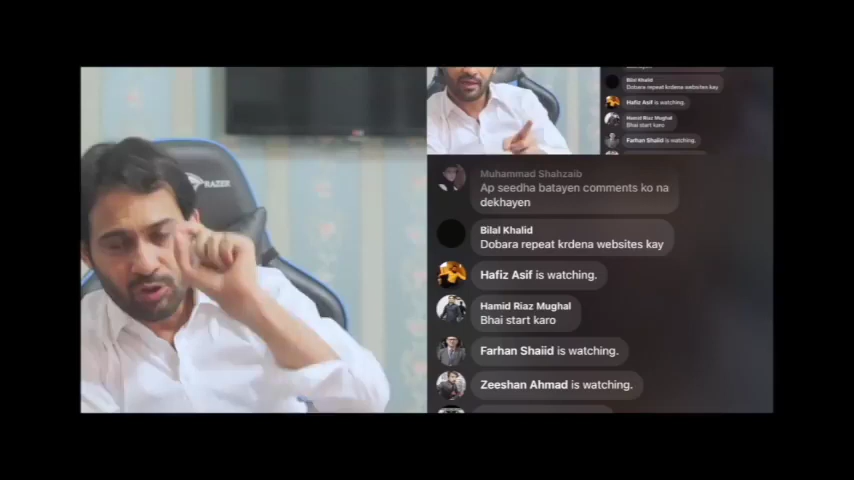 RAZER
Bilal Khalid
Dobara repeat krdena websites kay
Hafiz Asif is watching.
Hamid Riaz Mughal
Bhai start karo
Farhan Shaiid is watching.
Muhammad Shahzaib
Ap seedha batayen comments ko na
dekhayen
Bilal Khalid
Dobara repeat krdena websites kay
Hafiz Asif is watching.
Hamid Riaz Mughal
Bhai start karo
Farhan Shaiid is watching.
Zeeshan Ahmad is watching.